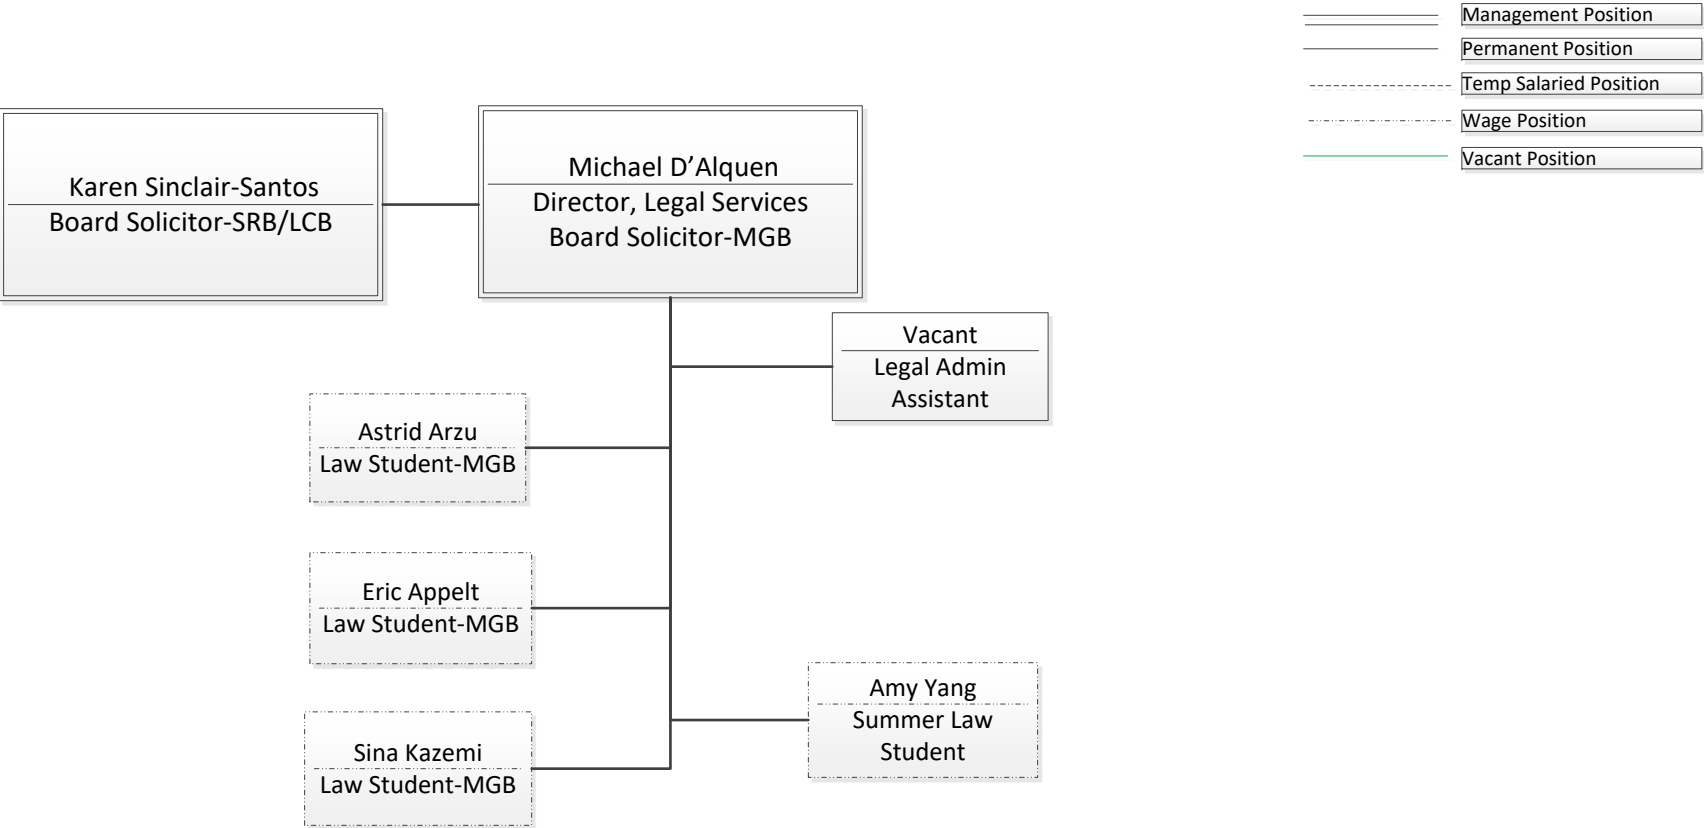 Management Position
Permanent Position
Temp Salaried Position
Wage Position
Vacant Position
Karen Sinclair-Santos
Board Solicitor-SRB/LCB
Michael D’Alquen
Director, Legal Services
Board Solicitor-MGB
Vacant
Legal Admin
Assistant
Astrid Arzu
Law Student-MGB
Eric Appelt
Law Student-MGB
Amy Yang
Summer Law
Student
Sina Kazemi
Law Student-MGB